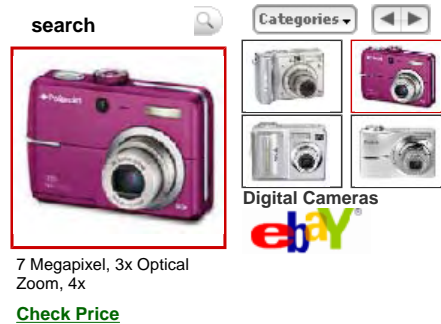 search
Categories
Polaroid
7 Megapixel, 3x Optical
Zoom, 4x
Check Price
Digital Cameras
ebaY®